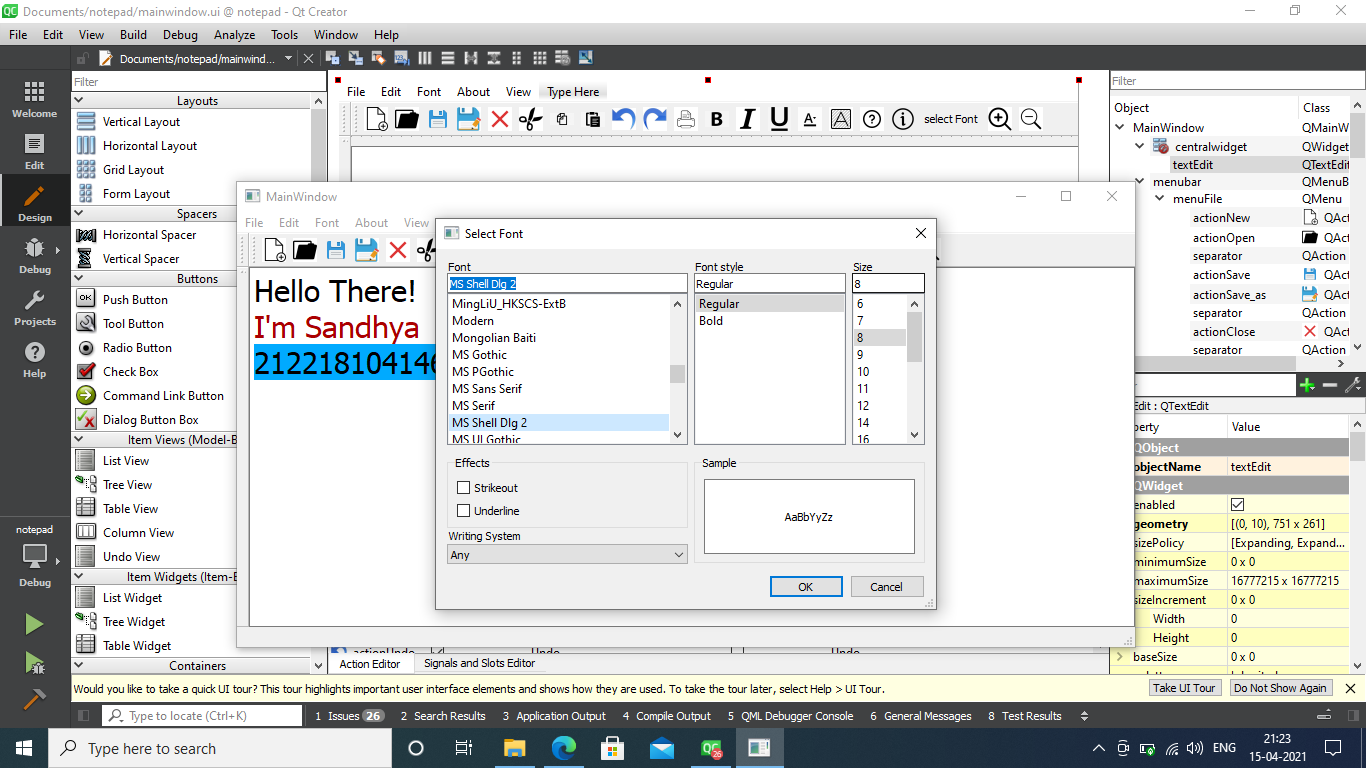 Documents/notepad/mainwindow.ui @ notepad - Qt Creator
File Edit View Build Debug Analyze Tools Window Help
Documents/notepad/mainwind...
Welcome
Edit
Design
Debug
Projects
Help
notepad
Debug
Filter
Layouts
Vertical Layout
Horizontal Layout
Grid Layout
Form Layout
Spacers
Horizontal Spacer
Vertical Spacer
Buttons
Push Button
Tool Button
Radio Button
Check Box
Command Link Button
Dialog Button Box
Item Views (Model-B
List View
Tree View
Table View
Column View
Undo View
Item Widgets (Item-B
List Widget
Tree Widget
Table Widget
Containers
File Edit Font About View Type Here
select Font
MainWindow
File Edit Font About View
Hello There!
I'm Sandhya
212218104146
Select Font
Font
MS Shell Dlg 2
MingLiU_HKSCS-ExtB
Modern
Mongolian Baiti
MS Gothic
MS PGothic
MS Sans Serif
MS Serif
MS Shell Dlg 2
MS UI Gothic
Font style
Regular
Regular
Bold
Size
8
6
7
8
9
10
11
12
14
16
Effects
Strikeout
Underline
Writing System
Any
Sample
AaBbYyZz
OK Cancel
Filter
Object Class
MainWindow QMainW
centralwidget QWidget
textEdit QTextEdit
menubar QMenuB
menuFile QMenu
actionNew QAc
actionOpen QAc
separator QAction
actionSave QAc
actionSave_as QAc
separator QAction
actionClose QAc
separator QAction
Edit : QTextEdit
perty Value
QObject
objectName textEdit
QWidget
enabled
geometry [(0, 10), 751 x 261]
sizePolicy [Expanding, Expand...
minimumSize 0 x 0
maximumSize 16777215 x 16777215
sizeIncrement 0 x 0
Width 0
Height 0
baseSize 0 x 0
actionUndo Undo Undo
Action Editor Signals and Slots Editor
Would you like to take a quick UI tour? This tour highlights important user interface elements and shows how they are used. To take the tour later, select Help > UI Tour.
Take UI Tour Do Not Show Again
Type to locate (Ctrl+K)
1 Issues 26 2 Search Results 3 Application Output 4 Compile Output 5 QML Debugger Console 6 General Messages 8 Test Results
Type here to search
ENG
21:23
15-04-2021